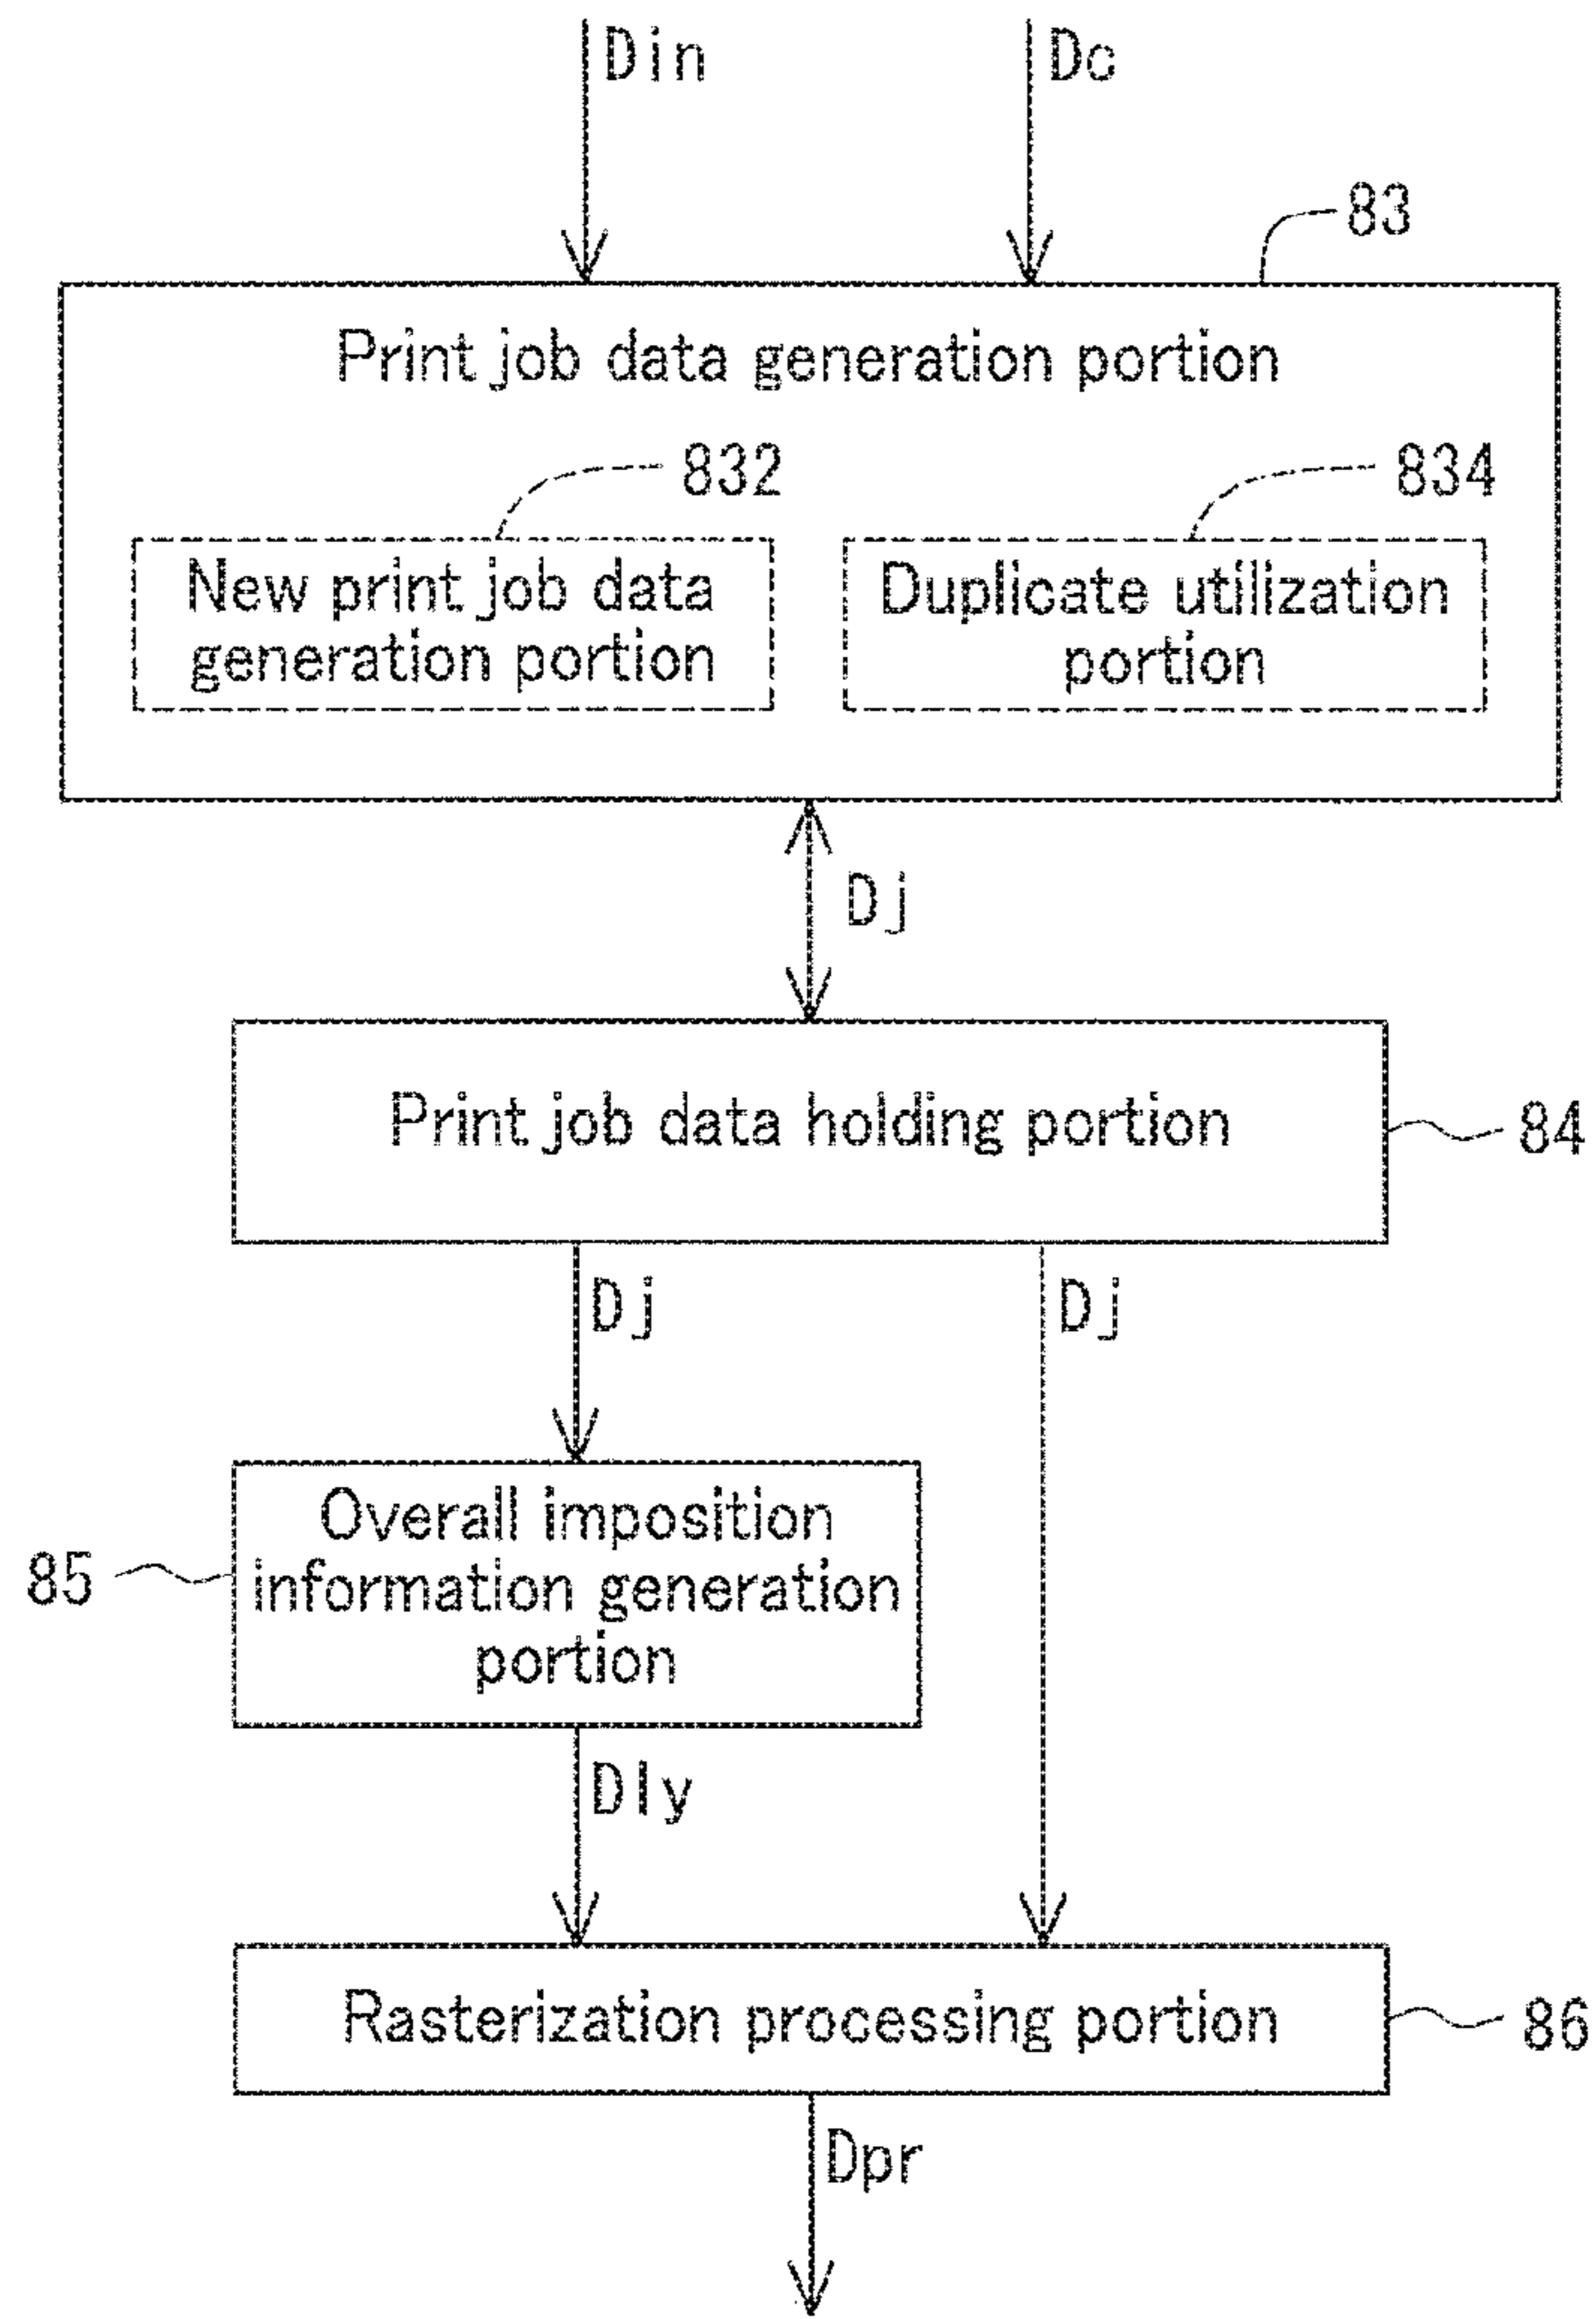 Din
Dc
83
Print job data generation portion
832
834
New print job data
generation portion
Duplicate utilization
portion
Dj
Print job data holding portion
84
Dj
Dj
Overall imposition
information generation
portion
85
Dly
Rasterization processing portion
86
Dpr